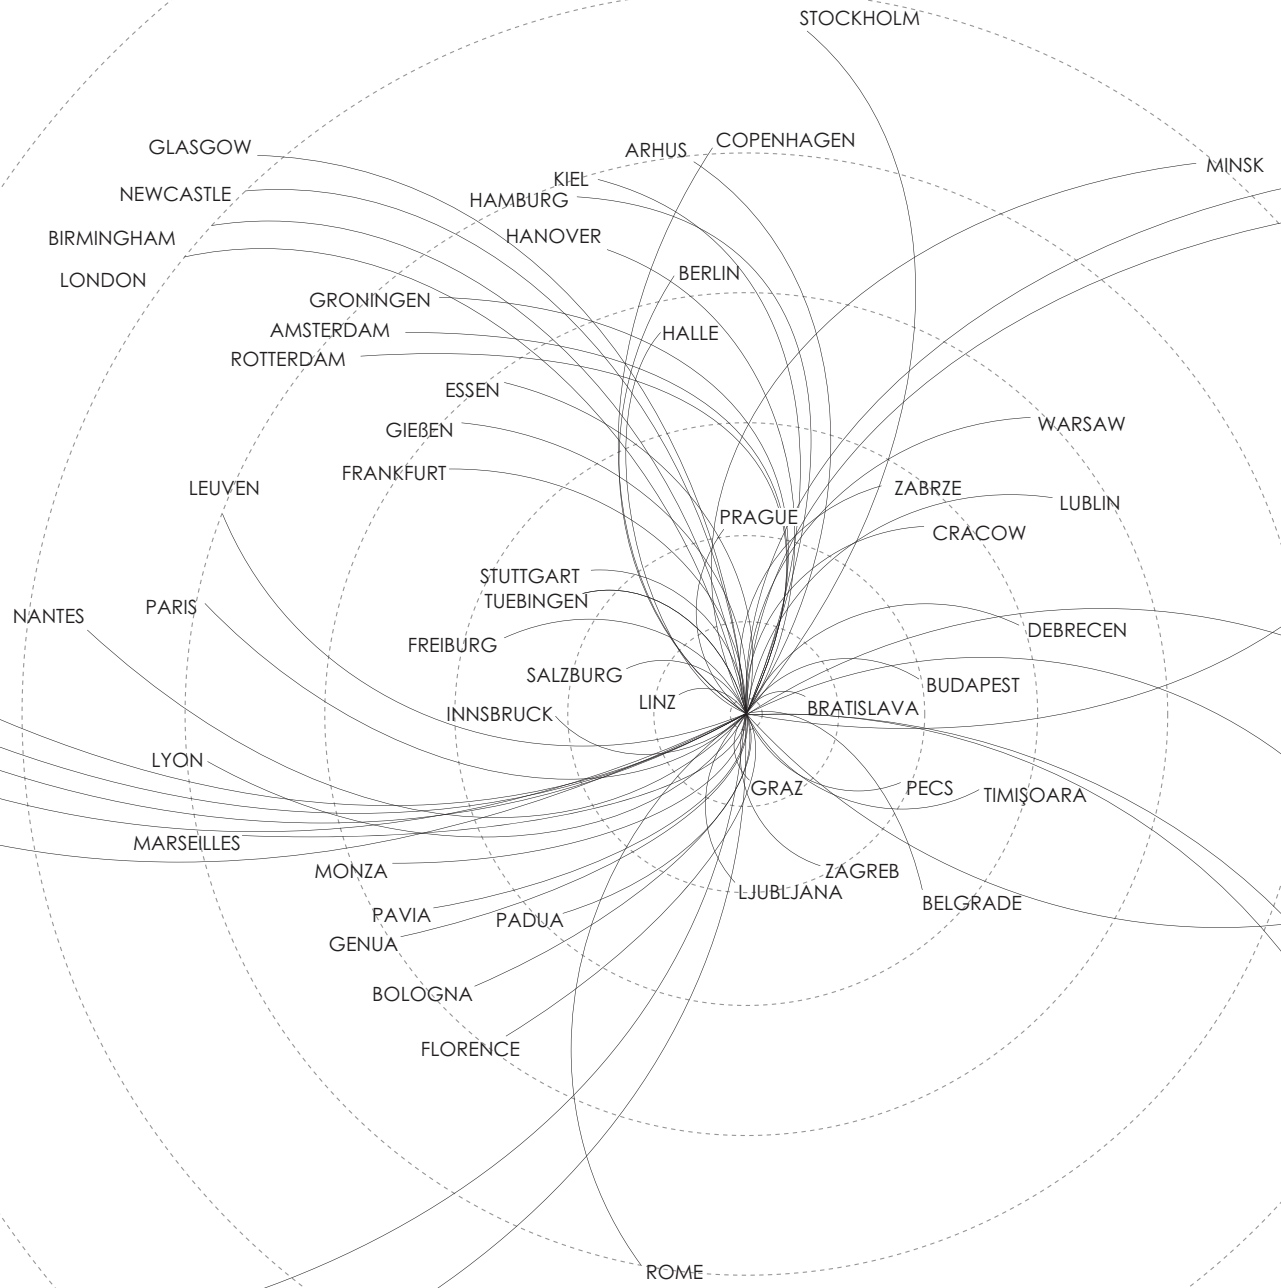 STOCKHOLM
COPENHAGEN
GLASGOW
ARHUS
MINSK
KIEL
NEWCASTLE
HAMBURG
BIRMINGHAM
HANOVER
BERLIN
LONDON
GRONINGEN
AMSTERDAM
HALLE
ROTTERDAM
ESSEN
WARSAW
GIEßEN
FRANKFURT
LEUVEN
ZABRZE
LUBLIN
PRAGUE
CRACOW
STUTTGART
TUEBINGEN
PARIS
NANTES
DEBRECEN
FREIBURG
SALZBURG
BUDAPEST
LINZ
BRATISLAVA
INNSBRUCK
LYON
GRAZ
PECS
TIMIŞOARA
MARSEILLES
MONZA
ZAGREB
LJUBLJANA
BELGRADE
PAVIA
PADUA
GENUA
BOLOGNA
FLORENCE
ROME